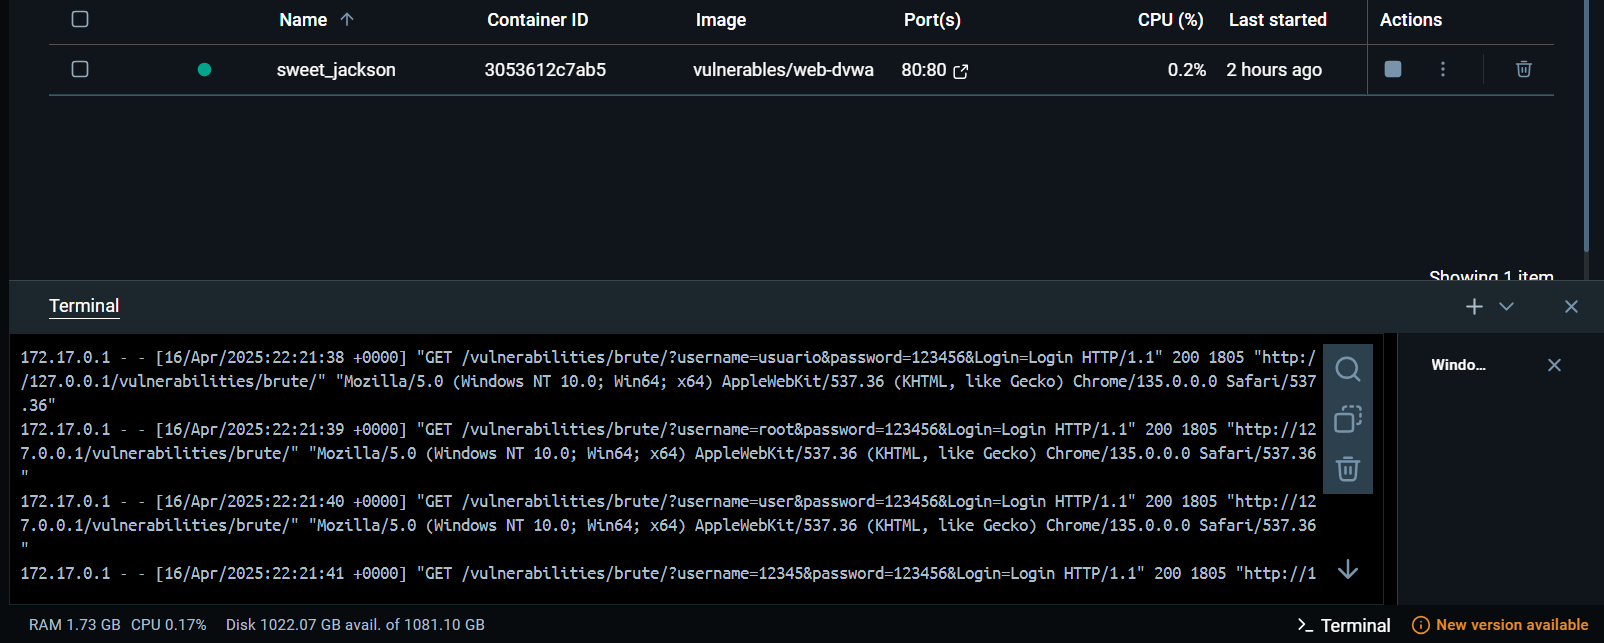 Name ↑ Container ID Image Port(s) CPU (%) Last started Actions
sweet_jackson 3053612c7ab5 vulnerables/web-dvwa 80:80 0.2% 2 hours ago
Showing 1 item
Terminal
172.17.0.1 - - [16/Apr/2025:22:21:38 +0000] "GET /vulnerabilities/brute/?username=usuario&password=123456&Login=Login HTTP/1.1" 200 1805 "http:/
/127.0.0.1/vulnerabilities/brute/" "Mozilla/5.0 (Windows NT 10.0; Win64; x64) AppleWebKit/537.36 (KHTML, like Gecko) Chrome/135.0.0.0 Safari/537
.36"
172.17.0.1 - - [16/Apr/2025:22:21:39 +0000] "GET /vulnerabilities/brute/?username=root&password=123456&Login=Login HTTP/1.1" 200 1805 "http://12
7.0.0.1/vulnerabilities/brute/" "Mozilla/5.0 (Windows NT 10.0; Win64; x64) AppleWebKit/537.36 (KHTML, like Gecko) Chrome/135.0.0.0 Safari/537.36
"
172.17.0.1 - - [16/Apr/2025:22:21:40 +0000] "GET /vulnerabilities/brute/?username=user&password=123456&Login=Login HTTP/1.1" 200 1805 "http://12
7.0.0.1/vulnerabilities/brute/" "Mozilla/5.0 (Windows NT 10.0; Win64; x64) AppleWebKit/537.36 (KHTML, like Gecko) Chrome/135.0.0.0 Safari/537.36
"
172.17.0.1 - - [16/Apr/2025:22:21:41 +0000] "GET /vulnerabilities/brute/?username=12345&password=123456&Login=Login HTTP/1.1" 200 1805 "http://1
Windo...
RAM 1.73 GB CPU 0.17% Disk 1022.07 GB avail. of 1081.10 GB >_ Terminal New version available